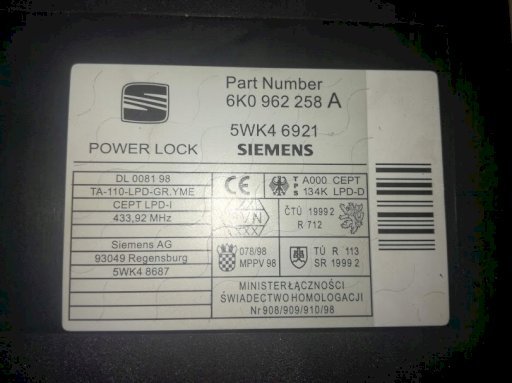 Part Number
6K0 962 258 A
5WK4 6921
POWER LOCK SIEMENS
DL 0081 98
TA-110-LPD-GR.YME
CEPT LPD-I
433,92 MHz
Siemens AG
93049 Regensburg
5WK4 8687
CE
T P S
A000 CEPT
134K LPD-D
ČTÚ 1999 2
R 712
078/98
MPPV 98
TÚ R 113
SR 1999 2
MINISTERŁĄCZNOŚCI
ŚWIADECTWO HOMOLOGACJI
Nr 908/909/910/98